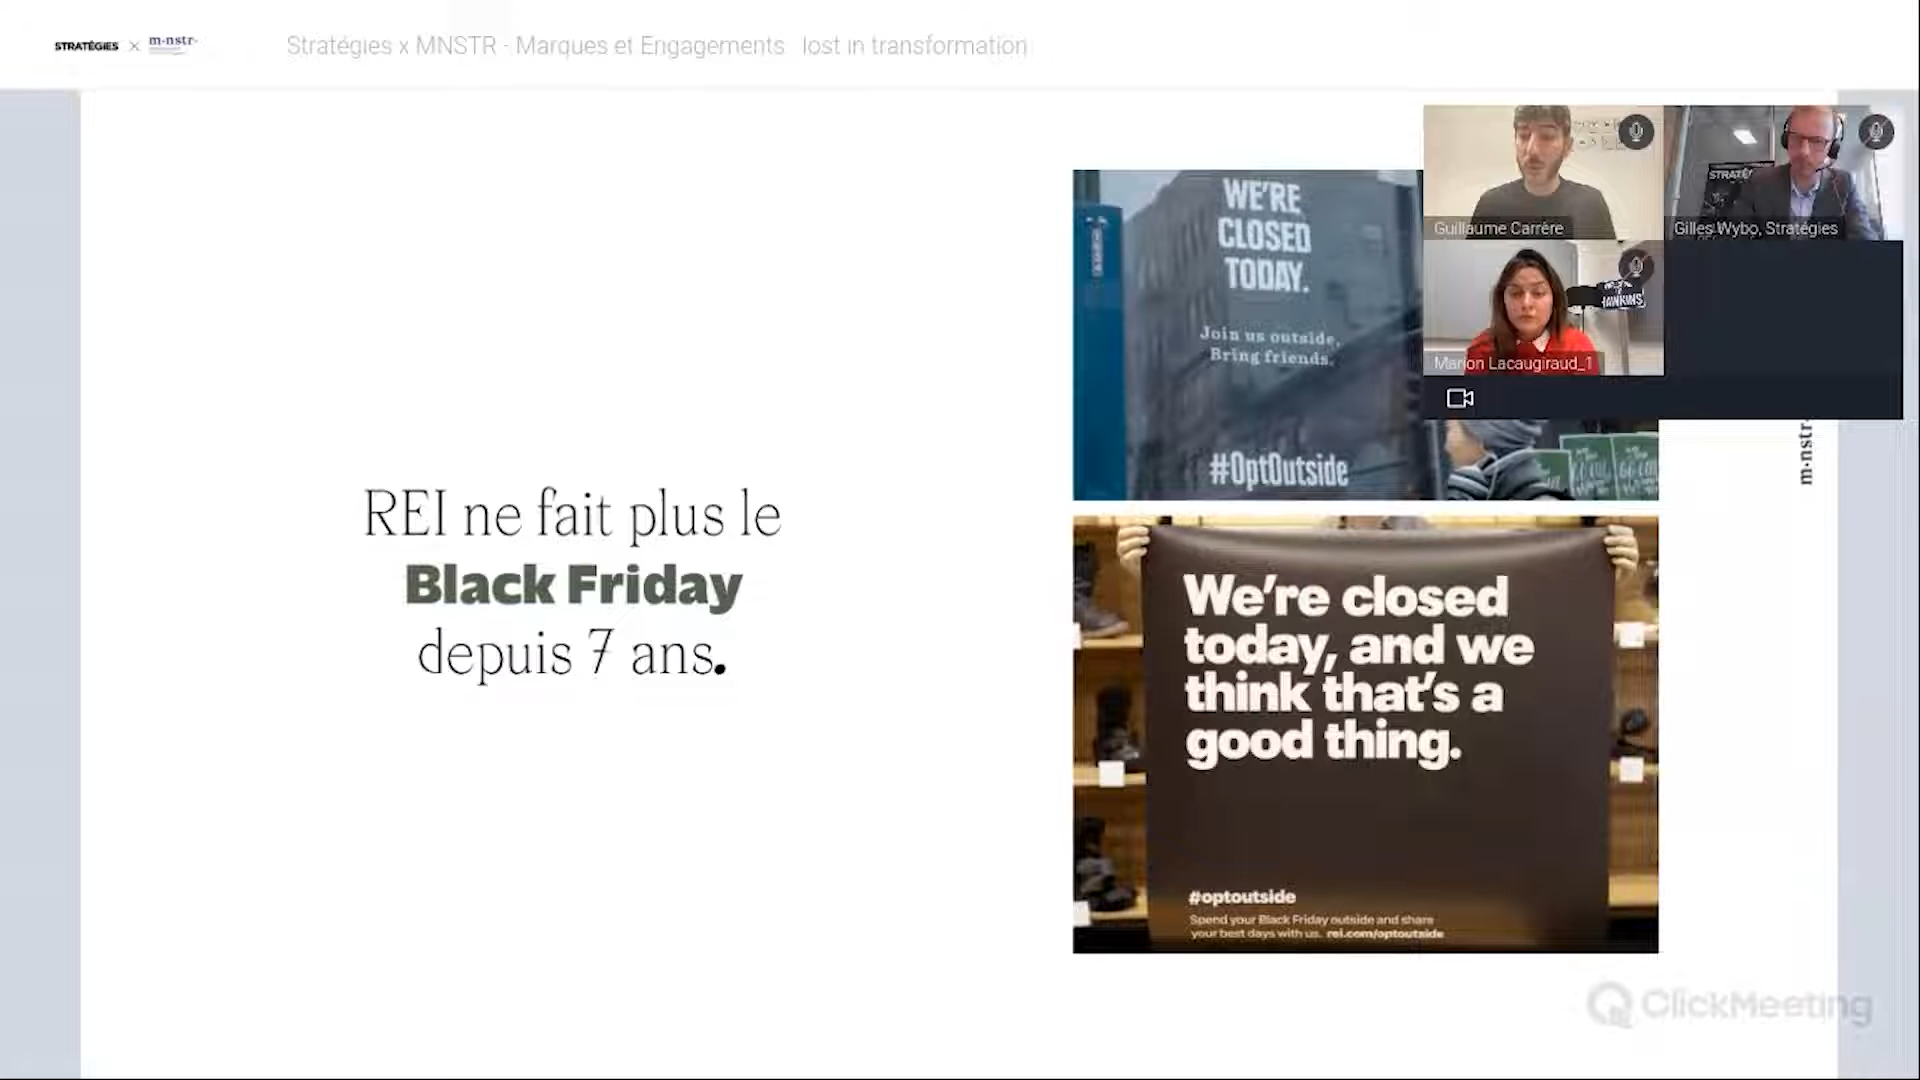 STRATÉGIES × m-nstr-
Stratégies x MNSTR - Marques et Engagements lost in transformation
WE'RE
CLOSED
TODAY.
Join us outside.
Bring friends.
#OptOutside
Guillaume Carrère
Gilles Wybo, Stratégies
Marion Lacaugiraud_1
HAWKINS
m-nstr-
REI ne fait plus le
Black Friday
depuis 7 ans.
We're closed
today, and we
think that's a
good thing.
#optoutside
Spend your Black Friday outside and share
your best days with us. rei.com/optoutside
ClickMeeting